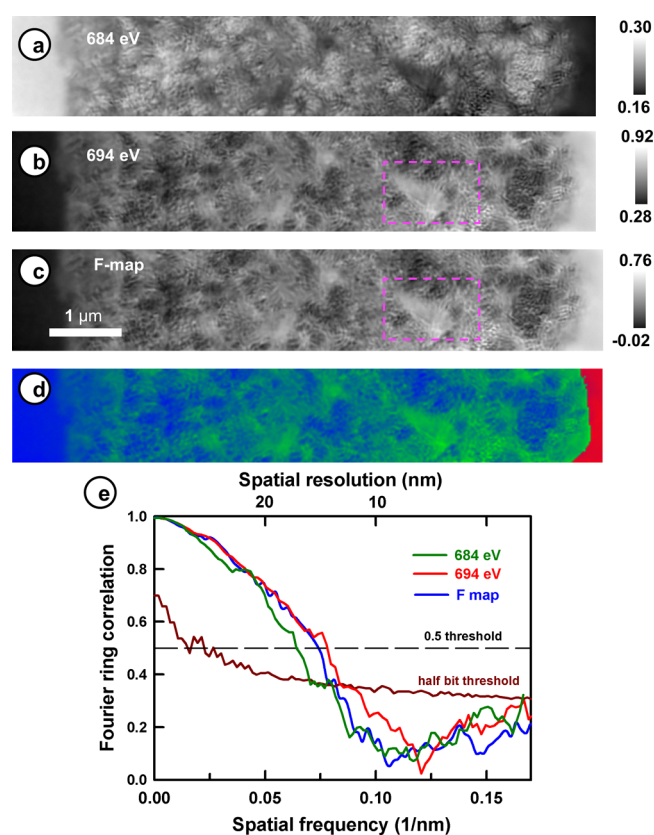 a
684 eV
0.30
0.16
b
694 eV
0.92
0.28
c
F-map
1 μm
0.76
-0.02
d
e
Spatial resolution (nm)
20 10
1.0
0.8
0.6
0.4
0.2
0.0
Fourier ring correlation
684 eV
694 eV
F map
0.5 threshold
half bit threshold
0.00 0.05 0.10 0.15
Spatial frequency (1/nm)